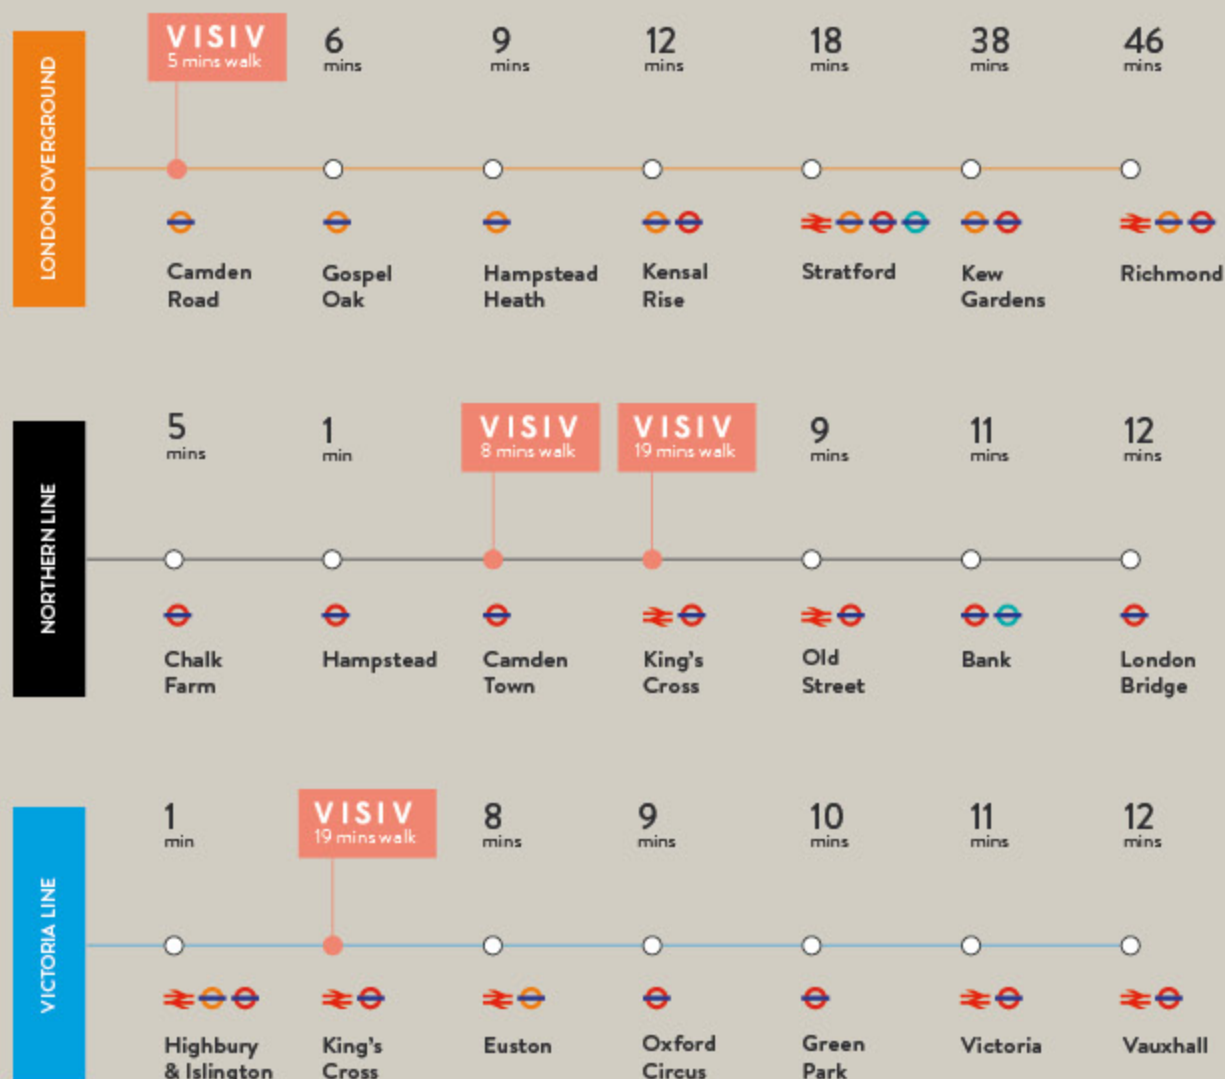 LONDON OVERGROUND
VISIV
5 mins walk
6
mins
9
mins
12
mins
18
mins
38
mins
46
mins
Camden
Road
Gospel
Oak
Hampstead
Heath
Kensal
Rise
Stratford
Kew
Gardens
Richmond
NORTHERN LINE
5
mins
1
min
VISIV
8 mins walk
VISIV
19 mins walk
9
mins
11
mins
12
mins
Chalk
Farm
Hampstead
Camden
Town
King's
Cross
Old
Street
Bank
London
Bridge
VICTORIA LINE
1
min
VISIV
19 mins walk
8
mins
9
mins
10
mins
11
mins
12
mins
Highbury
& Islington
King's
Cross
Euston
Oxford
Circus
Green
Park
Victoria
Vauxhall